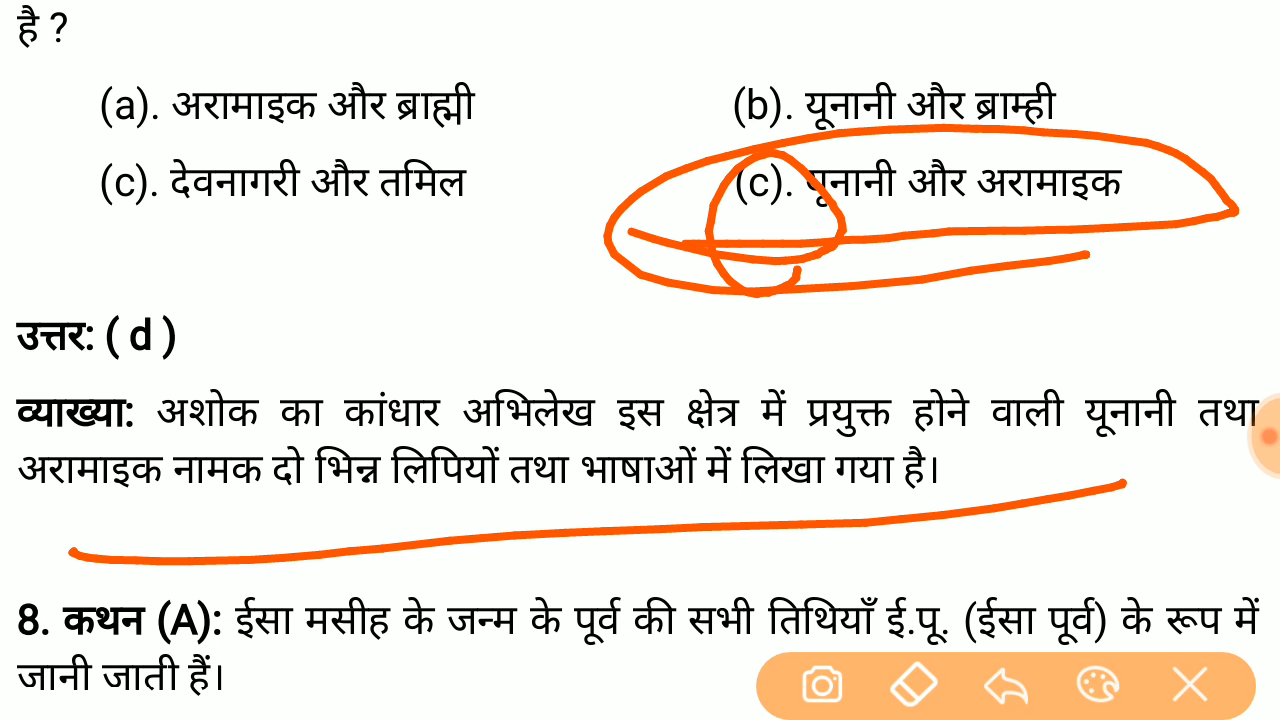 है ?
(a). अरामाइक और ब्राह्मी (b). यूनानी और ब्राम्ही
(c). देवनागरी और तमिल (c). यूनानी और अरामाइक
उत्तर: ( d )
व्याख्या: अशोक का कांधार अभिलेख इस क्षेत्र में प्रयुक्त होने वाली यूनानी तथा
अरामाइक नामक दो भिन्न लिपियों तथा भाषाओं में लिखा गया है।
8. कथन (A): ईसा मसीह के जन्म के पूर्व की सभी तिथियाँ ई.पू. (ईसा पूर्व) के रूप में
जानी जाती हैं।